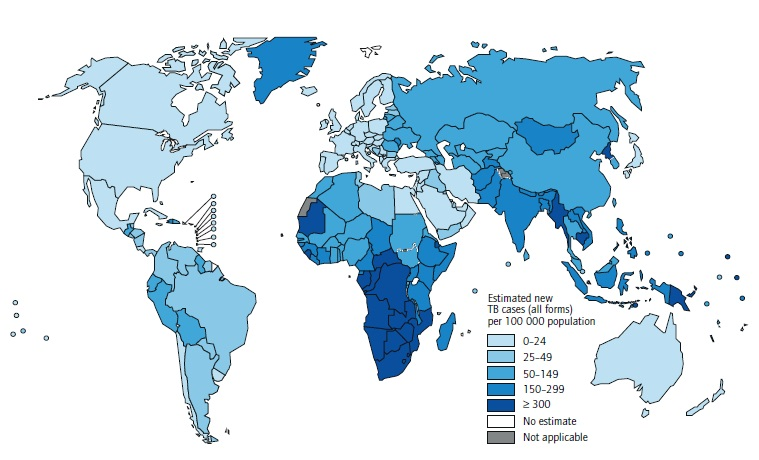 Estimated new
TB cases (all forms)
per 100 000 population
0–24
25–49
50–149
150–299
≥ 300
No estimate
Not applicable